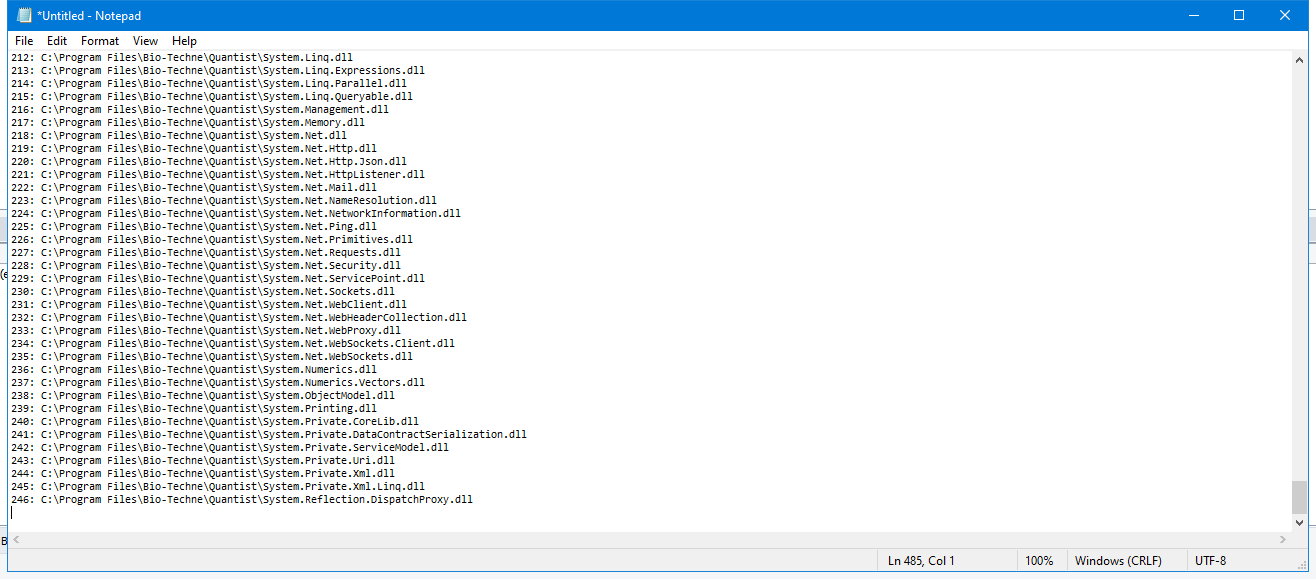 *Untitled - Notepad
File Edit Format View Help
212: C:\Program Files\Bio-Techne\Quantist\System.Linq.dll
213: C:\Program Files\Bio-Techne\Quantist\System.Linq.Expressions.dll
214: C:\Program Files\Bio-Techne\Quantist\System.Linq.Parallel.dll
215: C:\Program Files\Bio-Techne\Quantist\System.Linq.Queryable.dll
216: C:\Program Files\Bio-Techne\Quantist\System.Management.dll
217: C:\Program Files\Bio-Techne\Quantist\System.Memory.dll
218: C:\Program Files\Bio-Techne\Quantist\System.Net.dll
219: C:\Program Files\Bio-Techne\Quantist\System.Net.Http.dll
220: C:\Program Files\Bio-Techne\Quantist\System.Net.Http.Json.dll
221: C:\Program Files\Bio-Techne\Quantist\System.Net.HttpListener.dll
222: C:\Program Files\Bio-Techne\Quantist\System.Net.Mail.dll
223: C:\Program Files\Bio-Techne\Quantist\System.Net.NameResolution.dll
224: C:\Program Files\Bio-Techne\Quantist\System.Net.NetworkInformation.dll
225: C:\Program Files\Bio-Techne\Quantist\System.Net.Ping.dll
226: C:\Program Files\Bio-Techne\Quantist\System.Net.Primitives.dll
227: C:\Program Files\Bio-Techne\Quantist\System.Net.Requests.dll
228: C:\Program Files\Bio-Techne\Quantist\System.Net.Security.dll
229: C:\Program Files\Bio-Techne\Quantist\System.Net.ServicePoint.dll
230: C:\Program Files\Bio-Techne\Quantist\System.Net.Sockets.dll
231: C:\Program Files\Bio-Techne\Quantist\System.Net.WebClient.dll
232: C:\Program Files\Bio-Techne\Quantist\System.Net.WebHeaderCollection.dll
233: C:\Program Files\Bio-Techne\Quantist\System.Net.WebProxy.dll
234: C:\Program Files\Bio-Techne\Quantist\System.Net.WebSockets.Client.dll
235: C:\Program Files\Bio-Techne\Quantist\System.Net.WebSockets.dll
236: C:\Program Files\Bio-Techne\Quantist\System.Numerics.dll
237: C:\Program Files\Bio-Techne\Quantist\System.Numerics.Vectors.dll
238: C:\Program Files\Bio-Techne\Quantist\System.ObjectModel.dll
239: C:\Program Files\Bio-Techne\Quantist\System.Printing.dll
240: C:\Program Files\Bio-Techne\Quantist\System.Private.CoreLib.dll
241: C:\Program Files\Bio-Techne\Quantist\System.Private.DataContractSerialization.dll
242: C:\Program Files\Bio-Techne\Quantist\System.Private.ServiceModel.dll
243: C:\Program Files\Bio-Techne\Quantist\System.Private.Uri.dll
244: C:\Program Files\Bio-Techne\Quantist\System.Private.Xml.dll
245: C:\Program Files\Bio-Techne\Quantist\System.Private.Xml.Linq.dll
246: C:\Program Files\Bio-Techne\Quantist\System.Reflection.DispatchProxy.dll
Ln 485, Col 1 100% Windows (CRLF) UTF-8